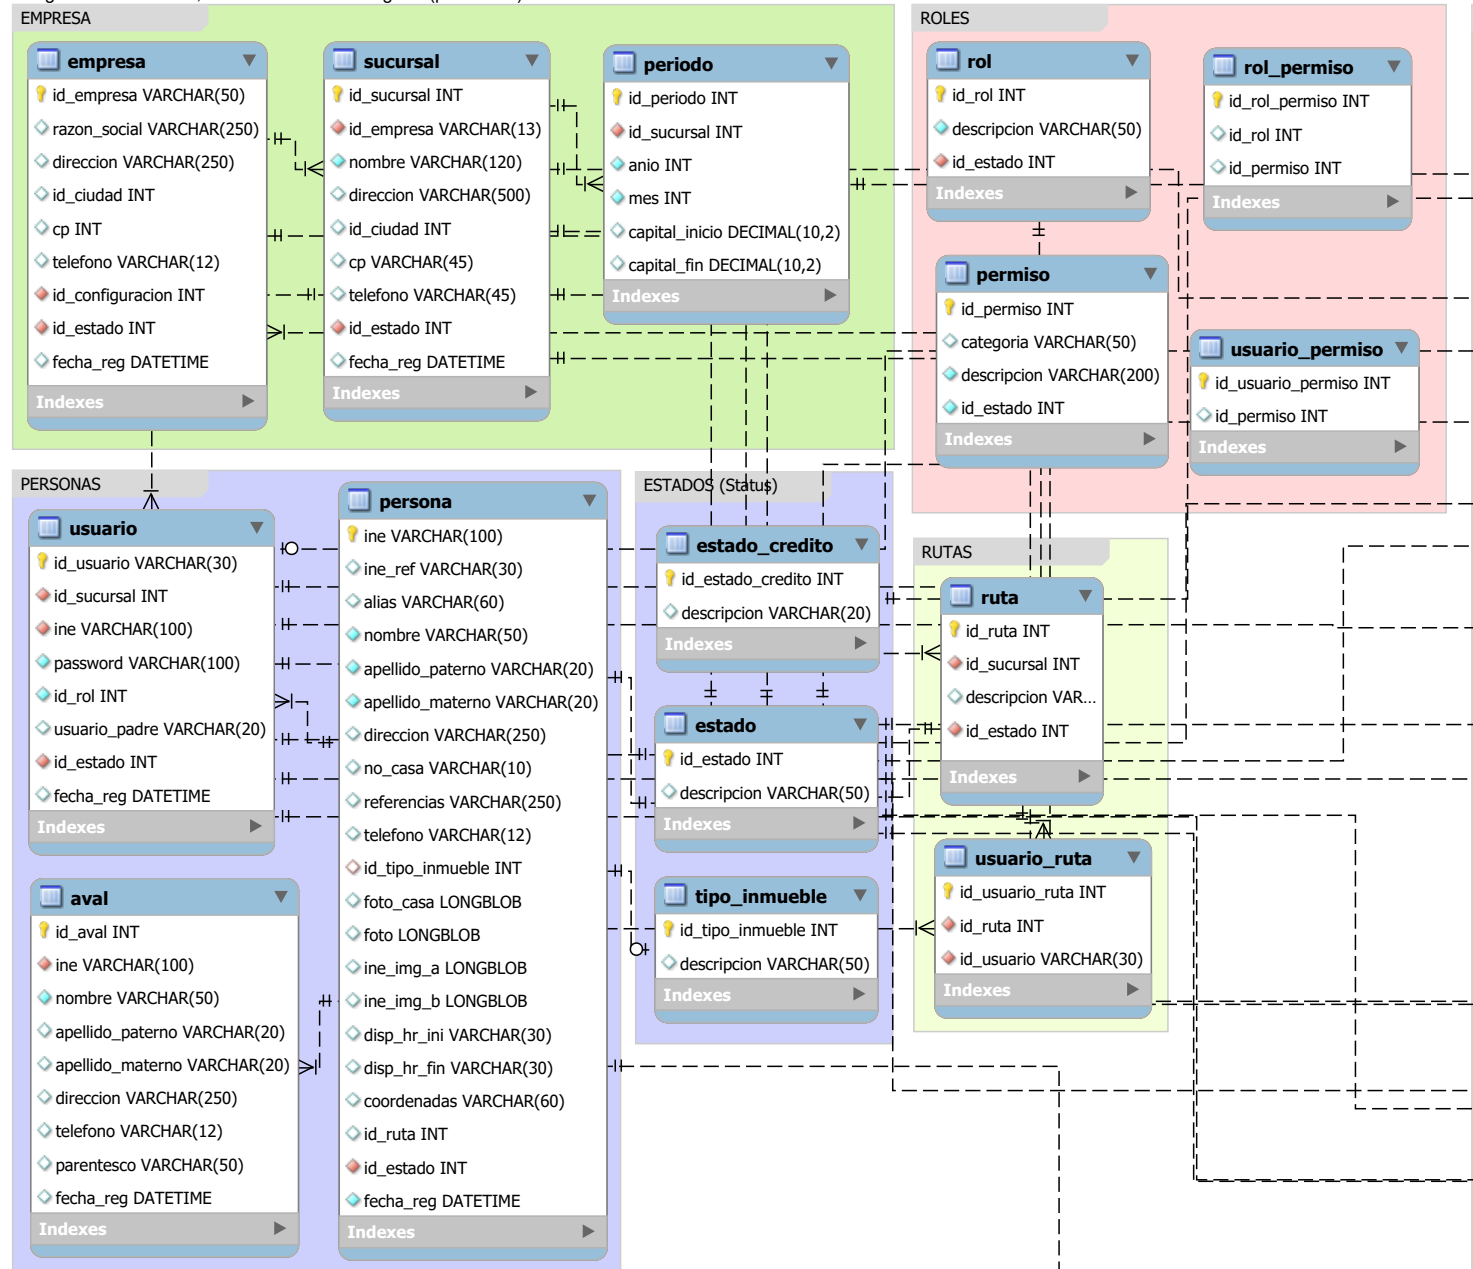 EMPRESA
empresa
id_empresa VARCHAR(50)
razon_social VARCHAR(250)
direccion VARCHAR(250)
id_ciudad INT
cp INT
telefono VARCHAR(12)
id_configuracion INT
id_estado INT
fecha_reg DATETIME
Indexes
sucursal
id_sucursal INT
id_empresa VARCHAR(13)
nombre VARCHAR(120)
direccion VARCHAR(500)
id_ciudad INT
cp VARCHAR(45)
telefono VARCHAR(45)
id_estado INT
fecha_reg DATETIME
Indexes
periodo
id_periodo INT
id_sucursal INT
anio INT
mes INT
capital_inicio DECIMAL(10,2)
capital_fin DECIMAL(10,2)
Indexes
ROLES
rol
id_rol INT
descripcion VARCHAR(50)
id_estado INT
Indexes
rol_permiso
id_rol_permiso INT
id_rol INT
id_permiso INT
Indexes
permiso
id_permiso INT
categoria VARCHAR(50)
descripcion VARCHAR(200)
id_estado INT
Indexes
usuario_permiso
id_usuario_permiso INT
id_permiso INT
Indexes
PERSONAS
usuario
id_usuario VARCHAR(30)
id_sucursal INT
ine VARCHAR(100)
password VARCHAR(100)
id_rol INT
usuario_padre VARCHAR(20)
id_estado INT
fecha_reg DATETIME
Indexes
aval
id_aval INT
ine VARCHAR(100)
nombre VARCHAR(50)
apellido_paterno VARCHAR(20)
apellido_materno VARCHAR(20)
direccion VARCHAR(250)
telefono VARCHAR(12)
parentesco VARCHAR(50)
fecha_reg DATETIME
Indexes
persona
ine VARCHAR(100)
ine_ref VARCHAR(30)
alias VARCHAR(60)
nombre VARCHAR(50)
apellido_paterno VARCHAR(20)
apellido_materno VARCHAR(20)
direccion VARCHAR(250)
no_casa VARCHAR(10)
referencias VARCHAR(250)
telefono VARCHAR(12)
id_tipo_inmueble INT
foto_casa LONGBLOB
foto LONGBLOB
ine_img_a LONGBLOB
ine_img_b LONGBLOB
disp_hr_ini VARCHAR(30)
disp_hr_fin VARCHAR(30)
coordenadas VARCHAR(60)
id_ruta INT
id_estado INT
fecha_reg DATETIME
Indexes
ESTADOS (Status)
estado_credito
id_estado_credito INT
descripcion VARCHAR(20)
Indexes
estado
id_estado INT
descripcion VARCHAR(50)
Indexes
tipo_inmueble
id_tipo_inmueble INT
descripcion VARCHAR(50)
Indexes
RUTAS
ruta
id_ruta INT
id_sucursal INT
descripcion VAR...
id_estado INT
Indexes
usuario_ruta
id_usuario_ruta INT
id_ruta INT
id_usuario VARCHAR(30)
Indexes